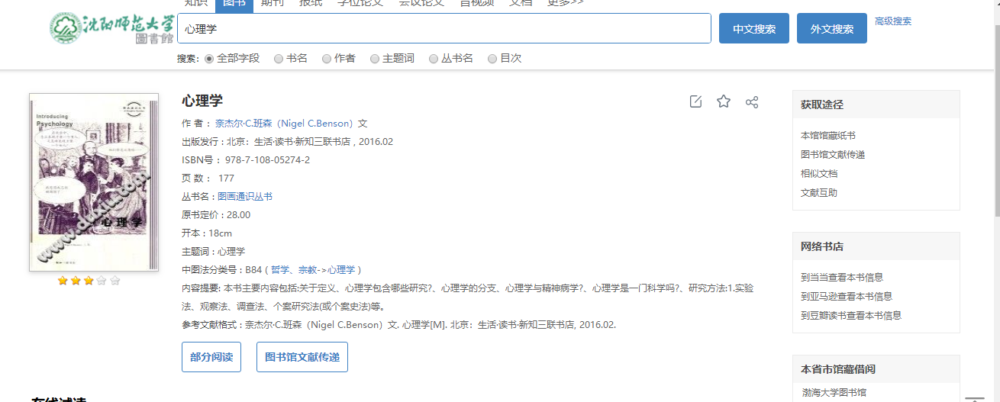 知识 图书 期刊 报纸 学位论文 会议论文 音视频 文档 更多>>
沈阳师范大学
圖書館
心理学
中文搜索
外文搜索
高级搜索
搜索: 全部字段 书名 作者 主题词 丛书名 目次
Introducing
Psychology
心理学
www.duxiu.com
心理学
作 者 : 奈杰尔·C.班森（Nigel C.Benson）文
出版发行 : 北京：生活·读书·新知三联书店 , 2016.02
ISBN号 : 978-7-108-05274-2
页 数 : 177
丛书名 : 图画通识丛书
原书定价 : 28.00
开本 : 18cm
主题词 : 心理学
中图法分类号 : B84 ( 哲学、宗教->心理学 )
内容提要: 本书主要内容包括:关于定义、心理学包含哪些研究?、心理学的分支、心理学与精神病学?、心理学是一门科学吗?、研究方法:1.实验
法、观察法、调查法、个案研究法(或个案史法)等。
参考文献格式 : 奈杰尔·C.班森（Nigel C.Benson）文. 心理学[M]. 北京：生活·读书·新知三联书店, 2016.02.
部分阅读
图书馆文献传递
获取途径
本馆馆藏纸书
图书馆文献传递
相似文档
文献互助
网络书店
到当当查看本书信息
到亚马逊查看本书信息
到豆瓣读书查看本书信息
本省市馆藏借阅
渤海大学图书馆
在线试读